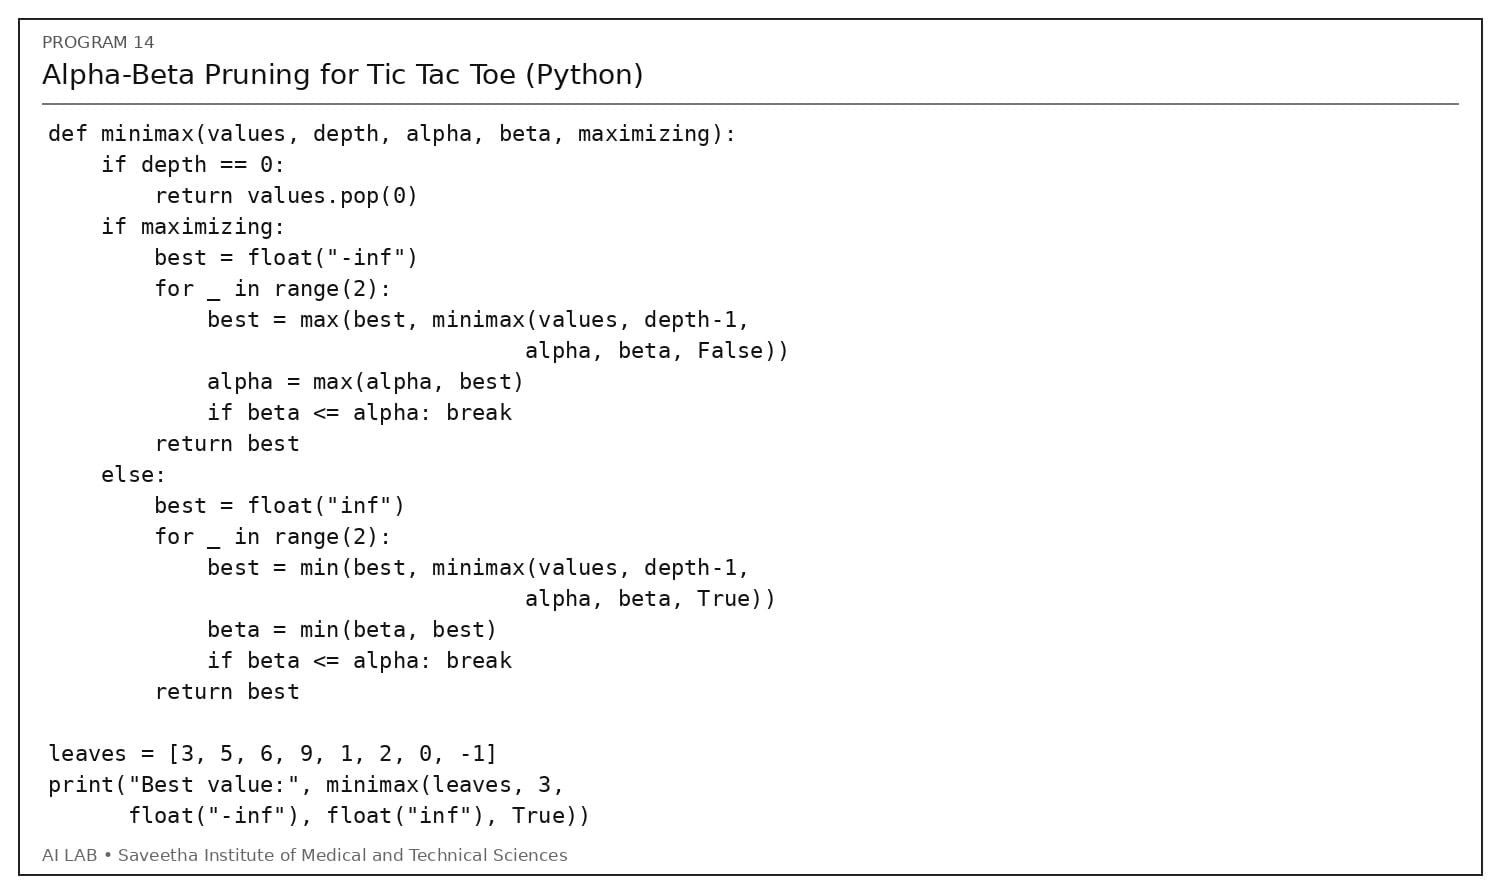 PROGRAM 14
Alpha-Beta Pruning for Tic Tac Toe (Python)
def minimax(values, depth, alpha, beta, maximizing):
    if depth == 0:
        return values.pop(0)
    if maximizing:
        best = float("-inf")
        for _ in range(2):
            best = max(best, minimax(values, depth-1,
                                    alpha, beta, False))
            alpha = max(alpha, best)
            if beta <= alpha: break
        return best
    else:
        best = float("inf")
        for _ in range(2):
            best = min(best, minimax(values, depth-1,
                                    alpha, beta, True))
            beta = min(beta, best)
            if beta <= alpha: break
        return best

leaves = [3, 5, 6, 9, 1, 2, 0, -1]
print("Best value:", minimax(leaves, 3,
      float("-inf"), float("inf"), True))
AI LAB • Saveetha Institute of Medical and Technical Sciences